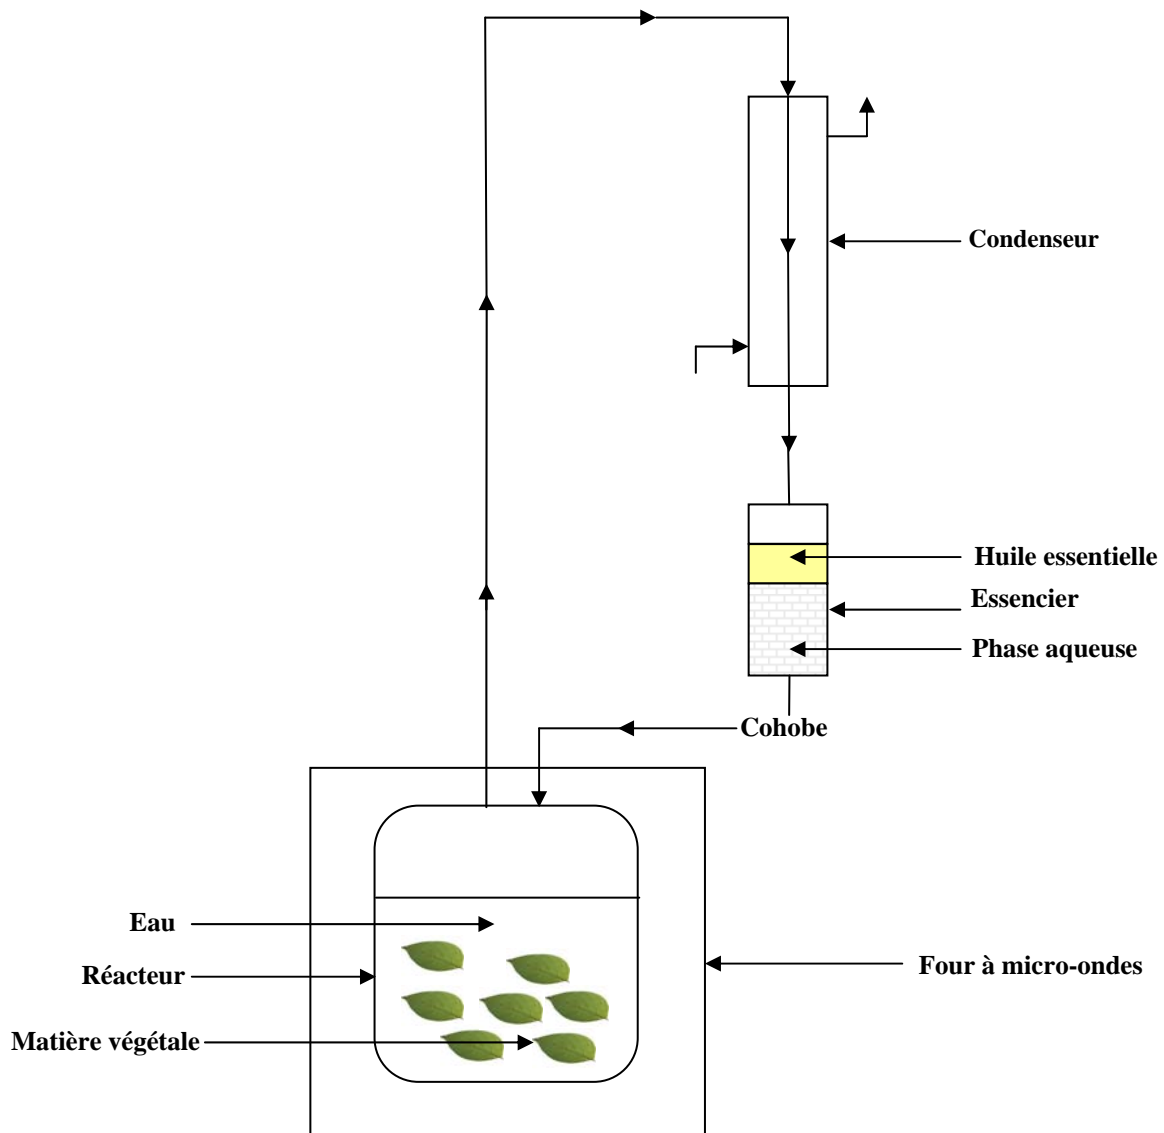 Condenseur
Huile essentielle
Essencier
Phase aqueuse
Cohobe
Eau
Réacteur
Four à micro-ondes
Matière végétale